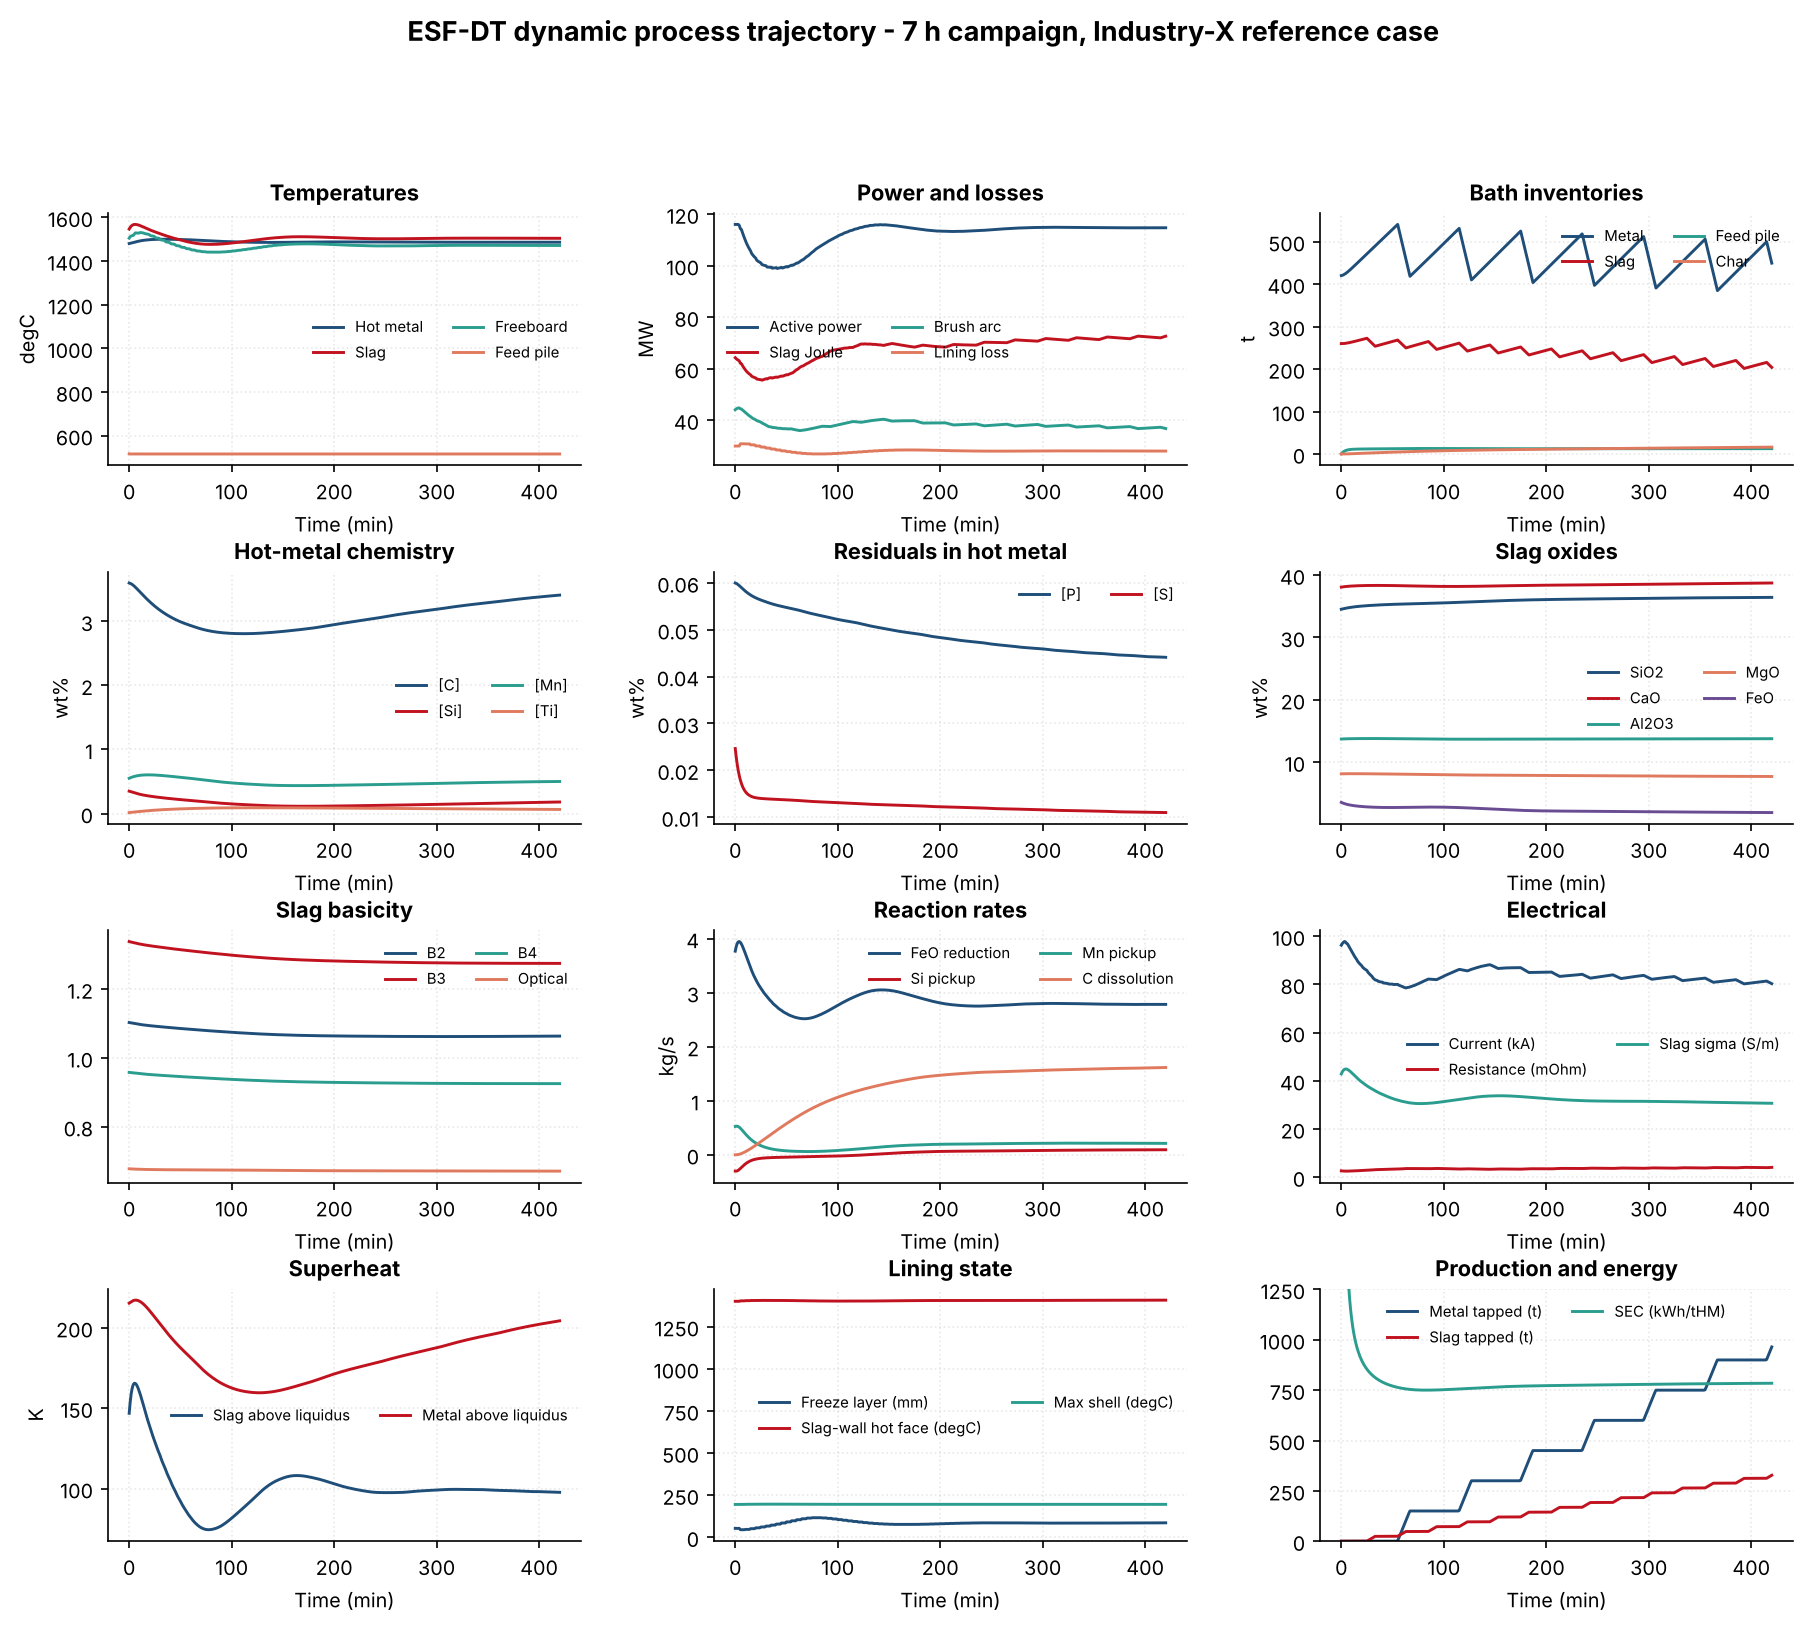 ESF-DT dynamic process trajectory - 7 h campaign, Industry-X reference case
Temperatures
degC
1600
1400
1200
1000
800
600
Hot metal
Freeboard
Slag
Feed pile
0 100 200 300 400
Time (min)
Power and losses
MW
120
100
80
60
40
Active power
Brush arc
Slag Joule
Lining loss
0 100 200 300 400
Time (min)
Bath inventories
t
500
400
300
200
100
0
Metal
Feed pile
Slag
Char
0 100 200 300 400
Time (min)
Hot-metal chemistry
wt%
3
2
1
0
[C]
[Mn]
[Si]
[Ti]
0 100 200 300 400
Time (min)
Residuals in hot metal
wt%
0.06
0.05
0.04
0.03
0.02
0.01
[P]
[S]
0 100 200 300 400
Time (min)
Slag oxides
wt%
40
30
20
10
SiO2
MgO
CaO
FeO
Al2O3
0 100 200 300 400
Time (min)
Slag basicity
1.2
1.0
0.8
B2
B4
B3
Optical
0 100 200 300 400
Time (min)
Reaction rates
kg/s
4
3
2
1
0
FeO reduction
Mn pickup
Si pickup
C dissolution
0 100 200 300 400
Time (min)
Electrical
100
80
60
40
20
0
Current (kA)
Slag sigma (S/m)
Resistance (mOhm)
0 100 200 300 400
Time (min)
Superheat
K
200
150
100
Slag above liquidus
Metal above liquidus
0 100 200 300 400
Time (min)
Lining state
1250
1000
750
500
250
0
Freeze layer (mm)
Max shell (degC)
Slag-wall hot face (degC)
0 100 200 300 400
Time (min)
Production and energy
1250
1000
750
500
250
0
Metal tapped (t)
SEC (kWh/tHM)
Slag tapped (t)
0 100 200 300 400
Time (min)